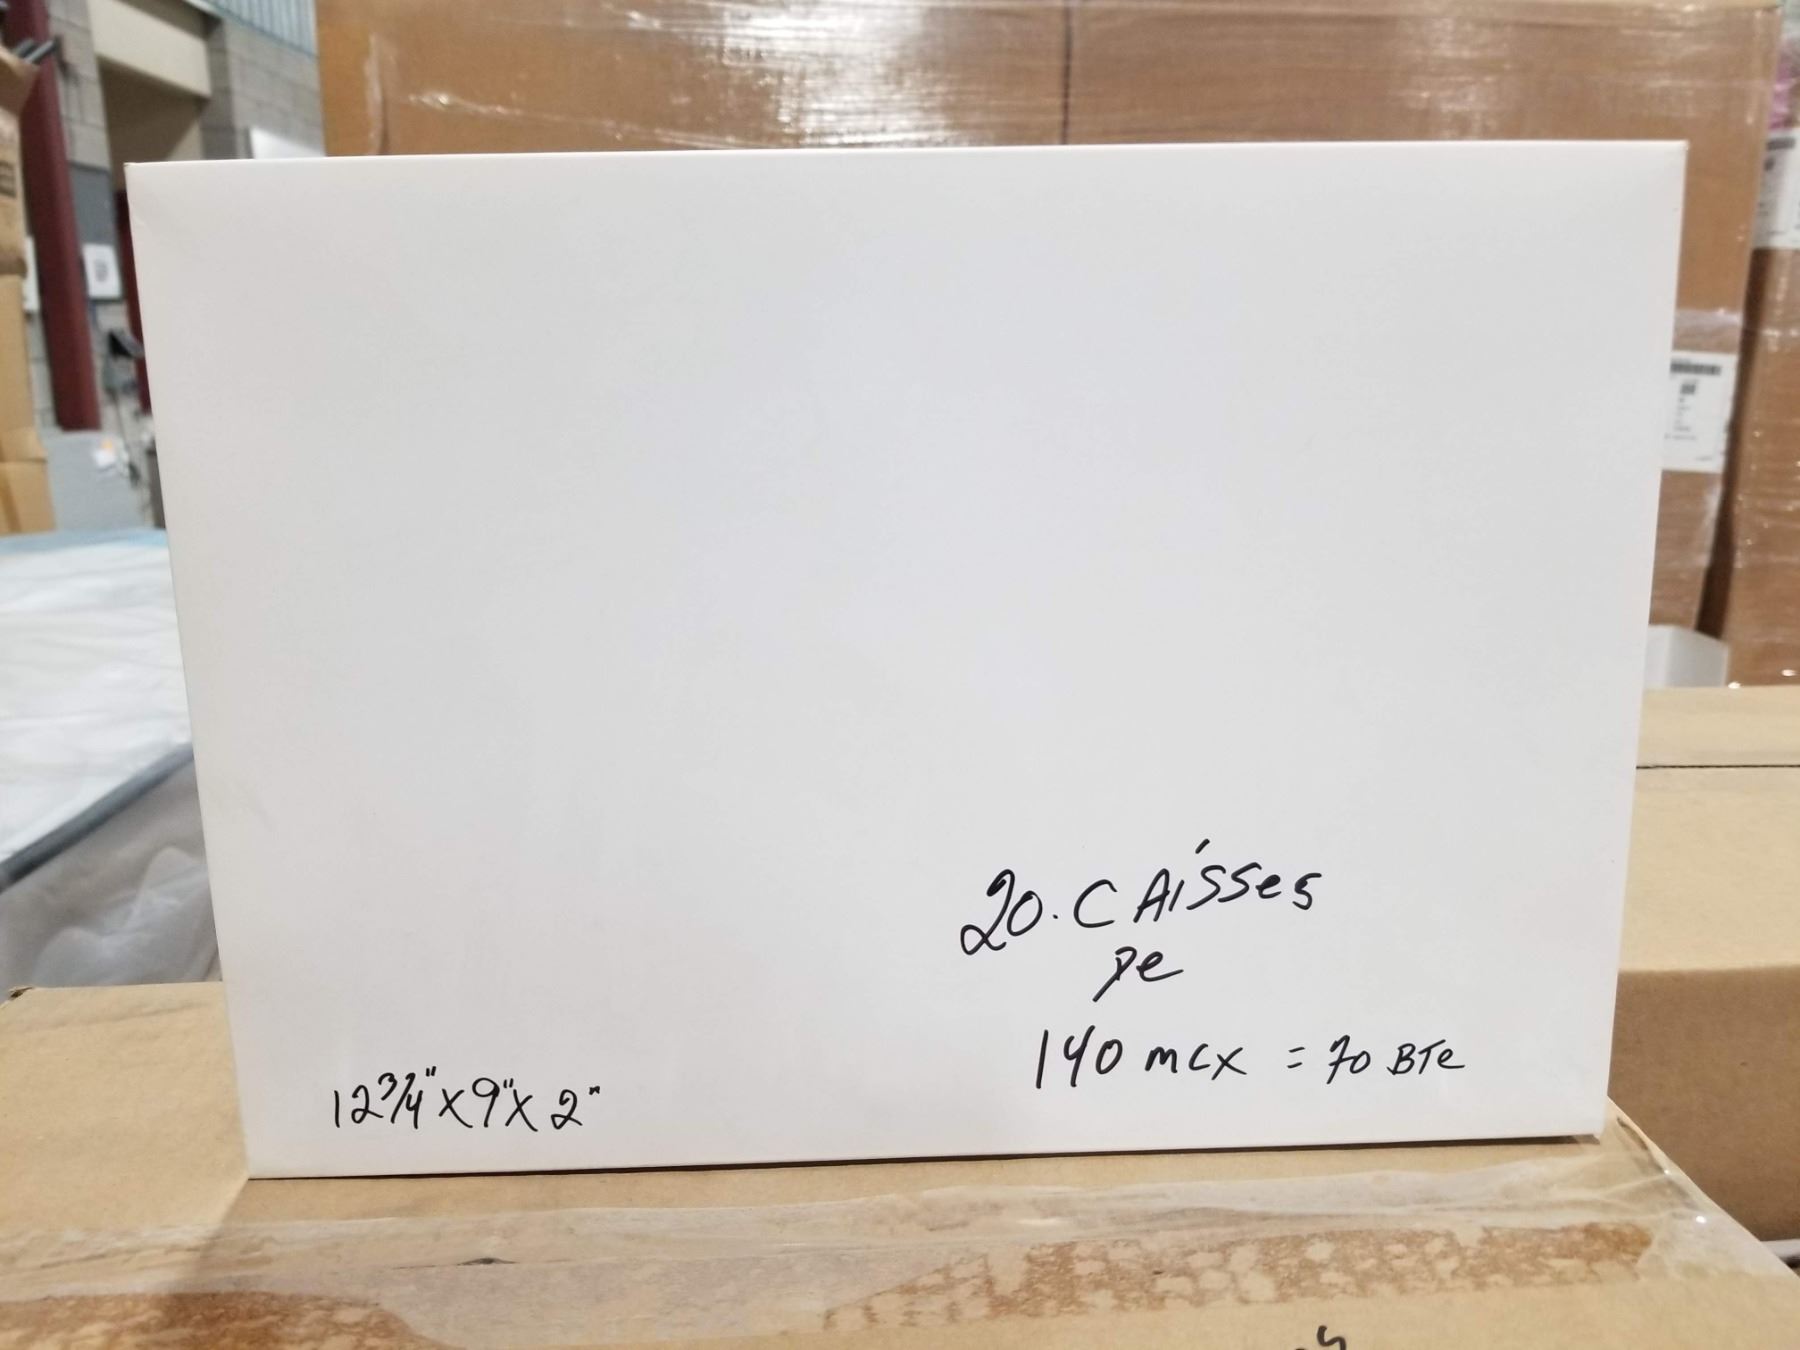 20. CAisses
De
140 mcx = 70 BTe
12 3/4" x 9" x 2"